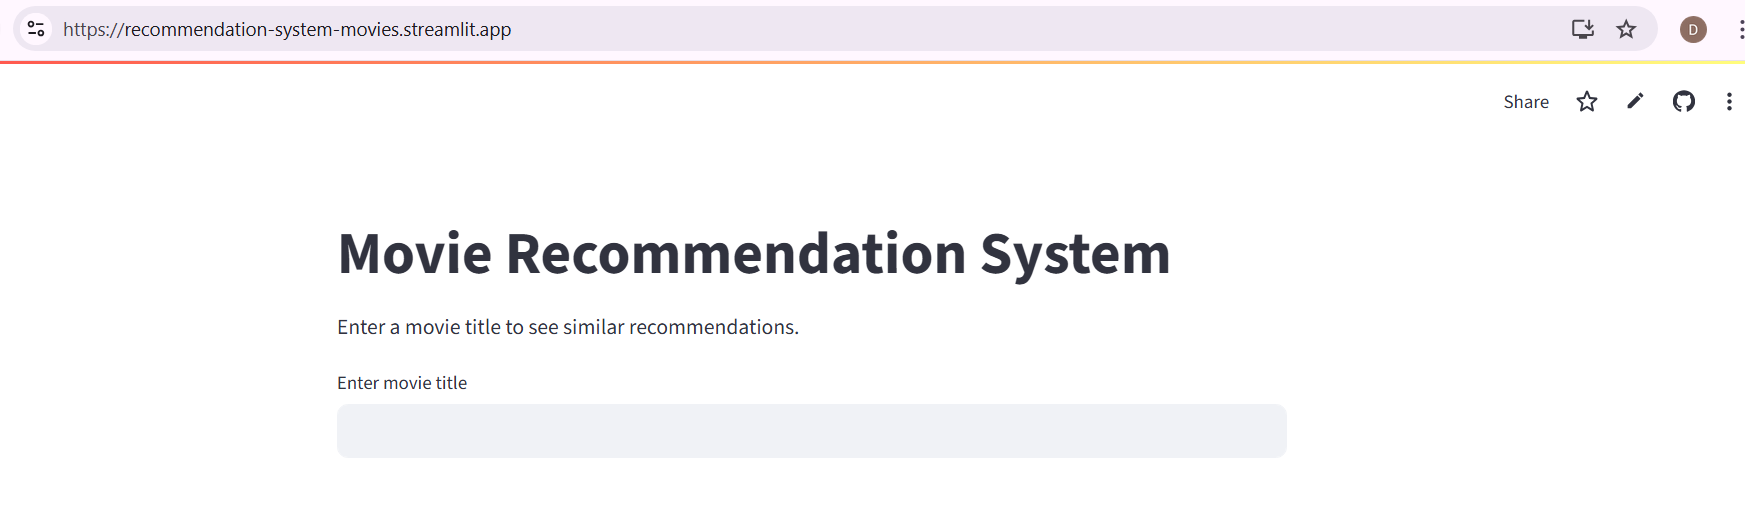 https://recommendation-system-movies.streamlit.app
D
Share
Movie Recommendation System
Enter a movie title to see similar recommendations.
Enter movie title